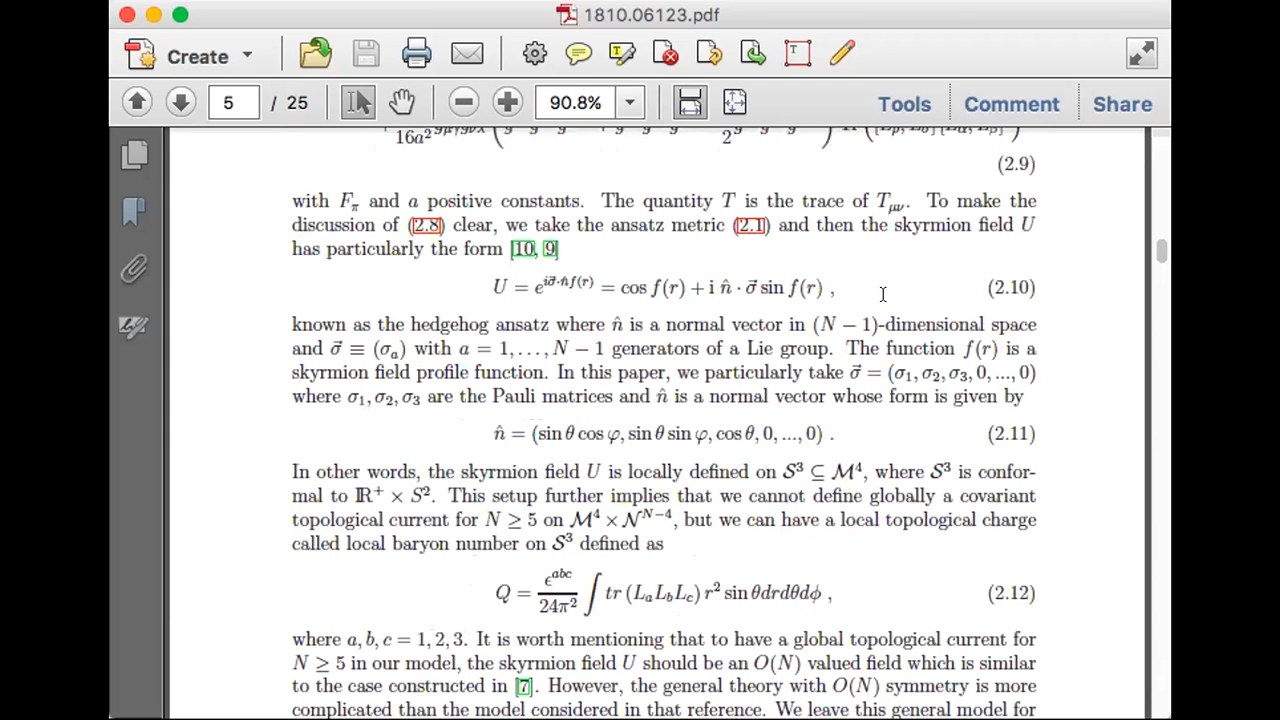 1810.06123.pdf
Create
5 / 25
90.8%
Tools Comment Share
16a²
2
(2.9)
with Fπ and a positive constants. The quantity T is the trace of Tμν. To make the
discussion of (2.8) clear, we take the ansatz metric (2.1) and then the skyrmion field U
has particularly the form [10, 9]
U = e^{iσ⃗·n̂f(r)} = cos f(r) + i n̂ · σ⃗ sin f(r) , (2.10)
known as the hedgehog ansatz where n̂ is a normal vector in (N − 1)-dimensional space
and σ⃗ ≡ (σa) with a = 1, . . . , N − 1 generators of a Lie group. The function f(r) is a
skyrmion field profile function. In this paper, we particularly take σ⃗ = (σ1, σ2, σ3, 0, ..., 0)
where σ1, σ2, σ3 are the Pauli matrices and n̂ is a normal vector whose form is given by
n̂ = (sin θ cos φ, sin θ sin φ, cos θ, 0, ..., 0) . (2.11)
In other words, the skyrmion field U is locally defined on S³ ⊆ M⁴, where S³ is confor-
mal to ℝ⁺ × S². This setup further implies that we cannot define globally a covariant
topological current for N ≥ 5 on M⁴ × N^{N−4}, but we can have a local topological charge
called local baryon number on S³ defined as
Q = ϵ^{abc}/24π² ∫ tr (LaLbLc) r² sin θdrdθdϕ , (2.12)
where a, b, c = 1, 2, 3. It is worth mentioning that to have a global topological current for
N ≥ 5 in our model, the skyrmion field U should be an O(N) valued field which is similar
to the case constructed in [7]. However, the general theory with O(N) symmetry is more
complicated than the model considered in that reference. We leave this general model for